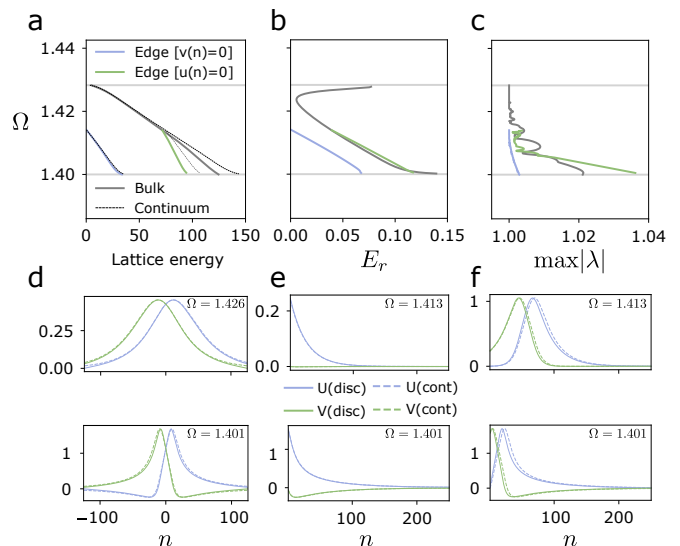 a
b
c
1.44
Edge [v(n)=0]
Edge [u(n)=0]
1.42
Ω
1.40
Bulk
Continuum
0 50 100 150
0.00 0.05 0.10 0.15
1.00 1.02 1.04
Lattice energy
E_r
max|λ|
d
e
f
Ω = 1.426
Ω = 1.413
Ω = 1.413
0.25
0.00
0.2
0.0
1
0
U(disc) U(cont)
V(disc) V(cont)
Ω = 1.401
Ω = 1.401
Ω = 1.401
1
0
1
0
1
0
−100 0 100
100 200
100 200
n
n
n